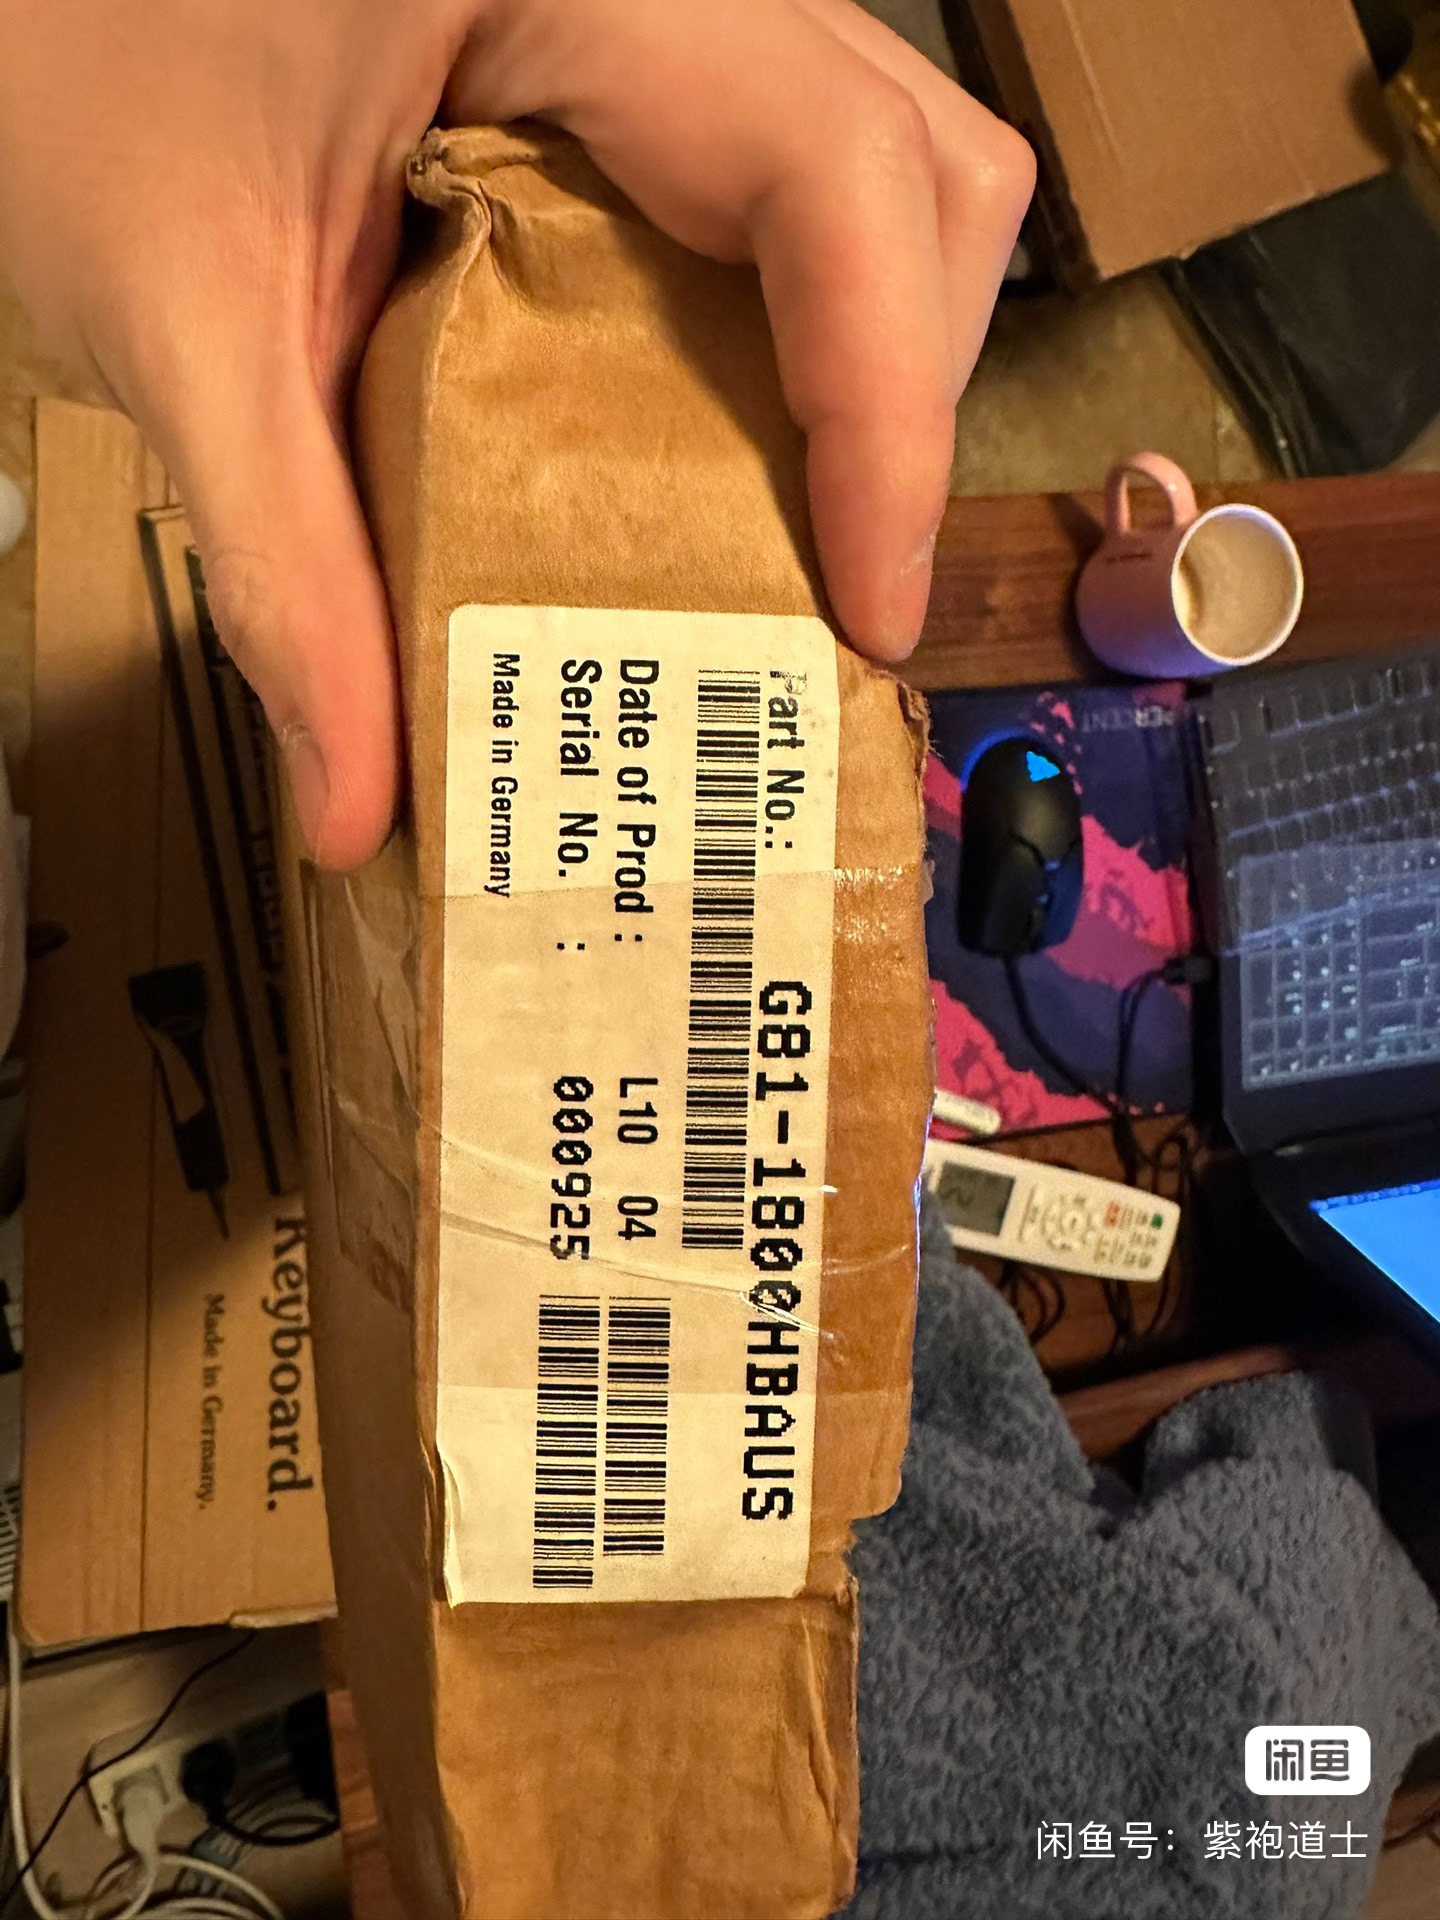 Part No.: G81-1800HBAUS
Date of Prod : L10 04
Serial No. : 000925
Made in Germany
Keyboard.
Made in Germany.
闲鱼
闲鱼号：紫袍道士